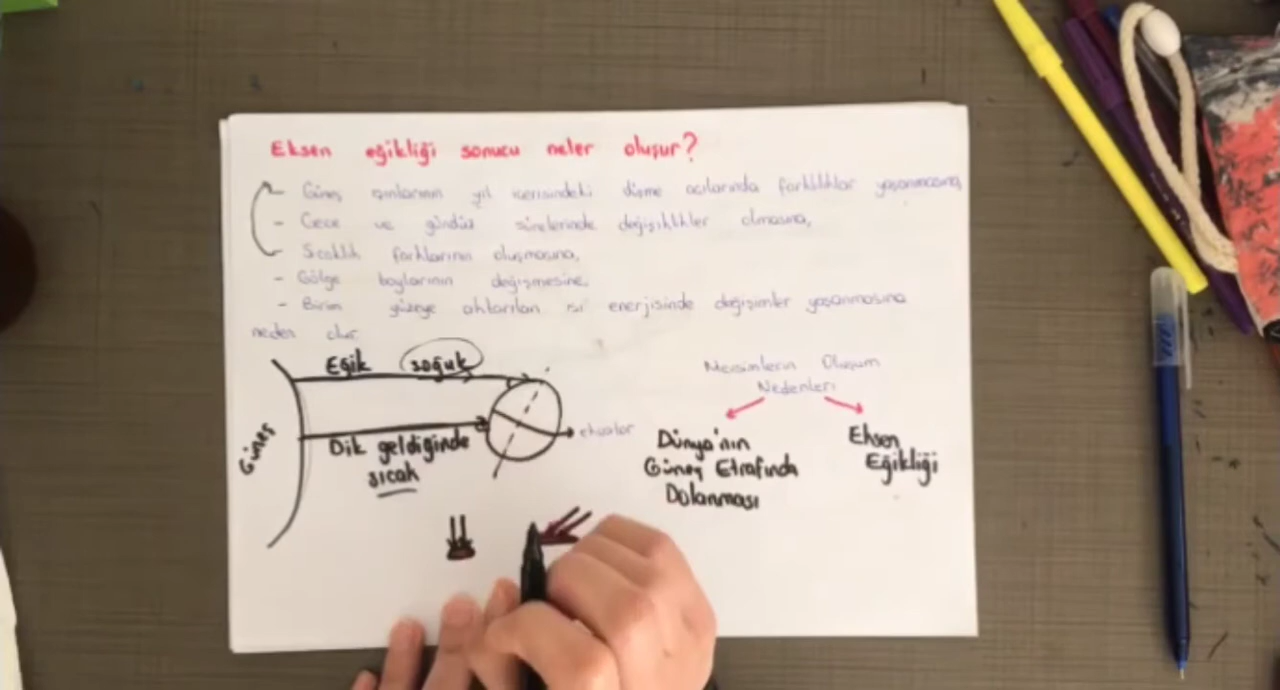 Eksen eğikliği sonucu neler oluşur?
- Güneş ışınlarının yıl içerisindeki düşme açılarında farklılıklar yaşanmasına,
- Gece ve gündüz sürelerinde değişiklikler olmasına,
- Sıcaklık farklarının oluşmasına,
- Gölge boylarının değişmesine,
- Birim yüzeye aktarılan ısı enerjisinde değişimler yaşanmasına
neden olur.
Eğik soğuk
Güneş
Dik geldiğinde
sıcak
ekvator
Mevsimlerin Oluşum
Nedenleri
Dünya'nın
Güneş Etrafında
Dolanması
Eksen
Eğikliği